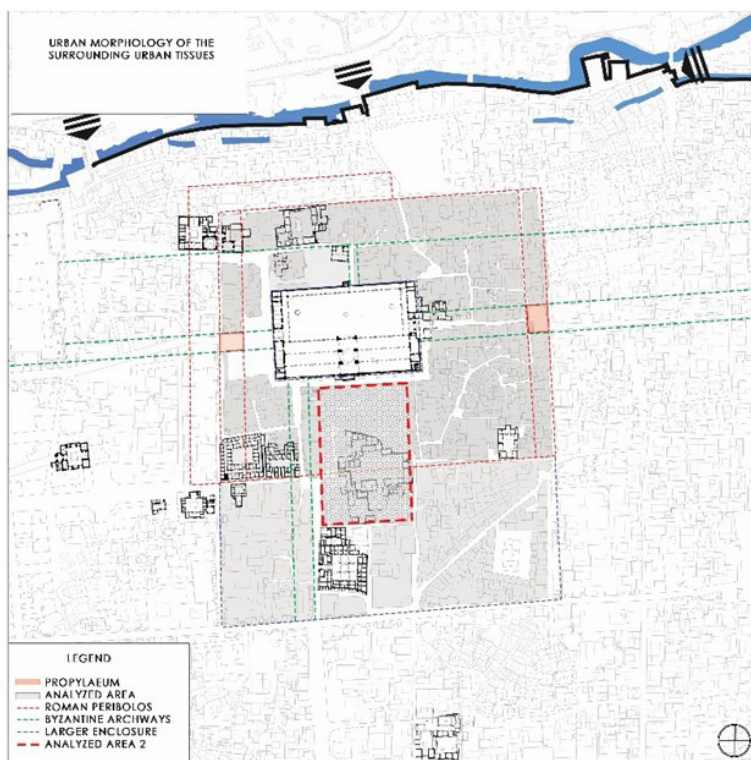 URBAN MORPHOLOGY OF THE
SURROUNDING URBAN TISSUES
LEGEND
PROPYLAEUM
ANALYZED AREA
ROMAN PERIBOLOS
BYZANTINE ARCHWAYS
LARGER ENCLOSURE
ANALYZED AREA 2